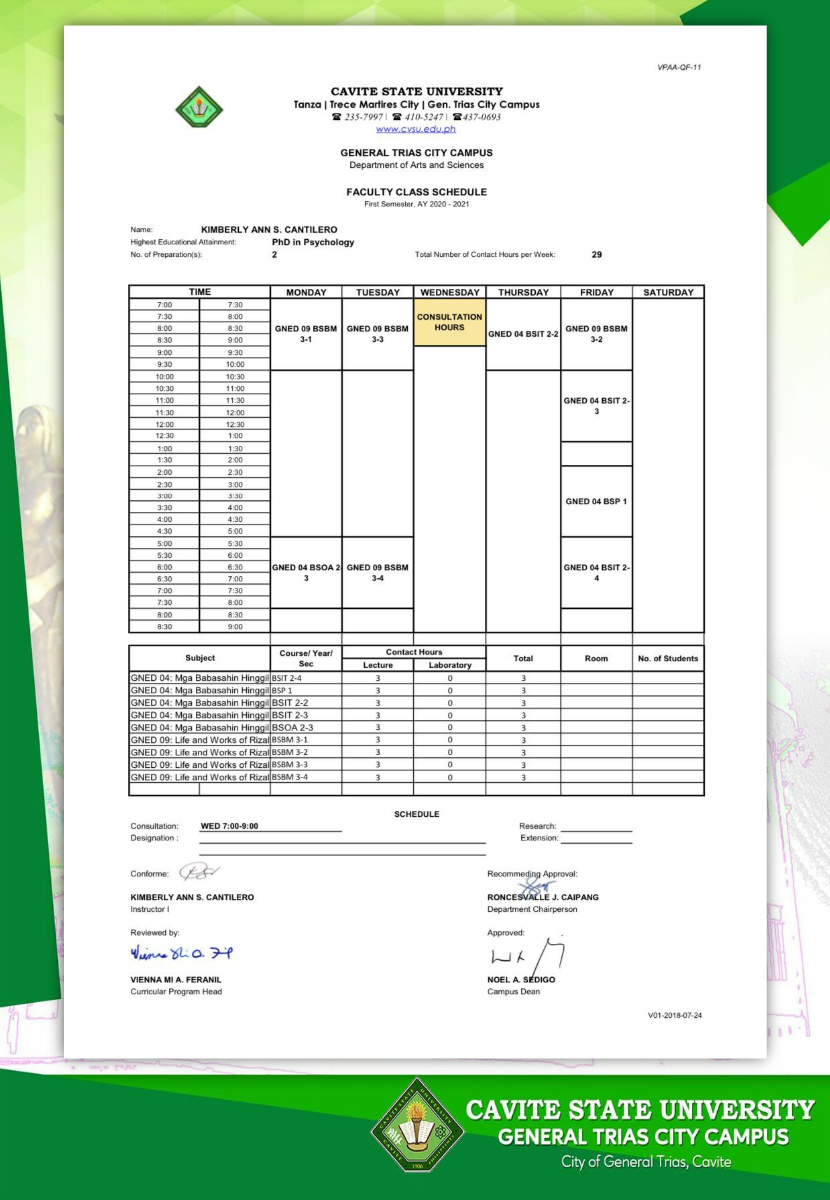 VPAA-QF-11
CAVITE STATE UNIVERSITY
Tanza | Trece Martires City | Gen. Trias City Campus
☎ 235-7997| ☎ 410-5247| ☎437-0693
www.cvsu.edu.ph
GENERAL TRIAS CITY CAMPUS
Department of Arts and Sciences
FACULTY CLASS SCHEDULE
First Semester, AY 2020 - 2021
Name: KIMBERLY ANN S. CANTILERO
Highest Educational Attainment: PhD in Psychology
No. of Preparation(s): 2 Total Number of Contact Hours per Week: 29
TIME MONDAY TUESDAY WEDNESDAY THURSDAY FRIDAY SATURDAY
7:00 7:30
7:30 8:00
8:00 8:30
8:30 9:00
9:00 9:30
9:30 10:00
10:00 10:30
10:30 11:00
11:00 11:30
11:30 12:00
12:00 12:30
12:30 1:00
1:00 1:30
1:30 2:00
2:00 2:30
2:30 3:00
3:00 3:30
3:30 4:00
4:00 4:30
4:30 5:00
5:00 5:30
5:30 6:00
6:00 6:30
6:30 7:00
7:00 7:30
7:30 8:00
8:00 8:30
8:30 9:00
GNED 09 BSBM
3-1
GNED 04 BSOA 2
3
GNED 09 BSBM
3-3
GNED 09 BSBM
3-4
CONSULTATION
HOURS
GNED 04 BSIT 2-2
GNED 09 BSBM
3-2
GNED 04 BSIT 2-
3
GNED 04 BSP 1
GNED 04 BSIT 2-
4
Subject Course/ Year/ Contact Hours Total Room No. of Students
Sec Lecture Laboratory
GNED 04: Mga Babasahin Hinggil BSIT 2-4 3 0 3
GNED 04: Mga Babasahin Hinggil BSP 1 3 0 3
GNED 04: Mga Babasahin Hinggil BSIT 2-2 3 0 3
GNED 04: Mga Babasahin Hinggil BSIT 2-3 3 0 3
GNED 04: Mga Babasahin Hinggil BSOA 2-3 3 0 3
GNED 09: Life and Works of Rizal BSBM 3-1 3 0 3
GNED 09: Life and Works of Rizal BSBM 3-2 3 0 3
GNED 09: Life and Works of Rizal BSBM 3-3 3 0 3
GNED 09: Life and Works of Rizal BSBM 3-4 3 0 3
SCHEDULE
Consultation: WED 7:00-9:00 Research:
Designation : Extension:
Conforme: Recommeding Approval:
KIMBERLY ANN S. CANTILERO RONCESVALLE J. CAIPANG
Instructor I Department Chairperson
Reviewed by: Approved:
VIENNA MI A. FERANIL NOEL A. SEDIGO
Curricular Program Head Campus Dean
V01-2018-07-24
CAVITE STATE UNIVERSITY
GENERAL TRIAS CITY CAMPUS
City of General Trias, Cavite
CAVITE STATE UNIVERSITY
CAVITE PHILIPPINES
1906